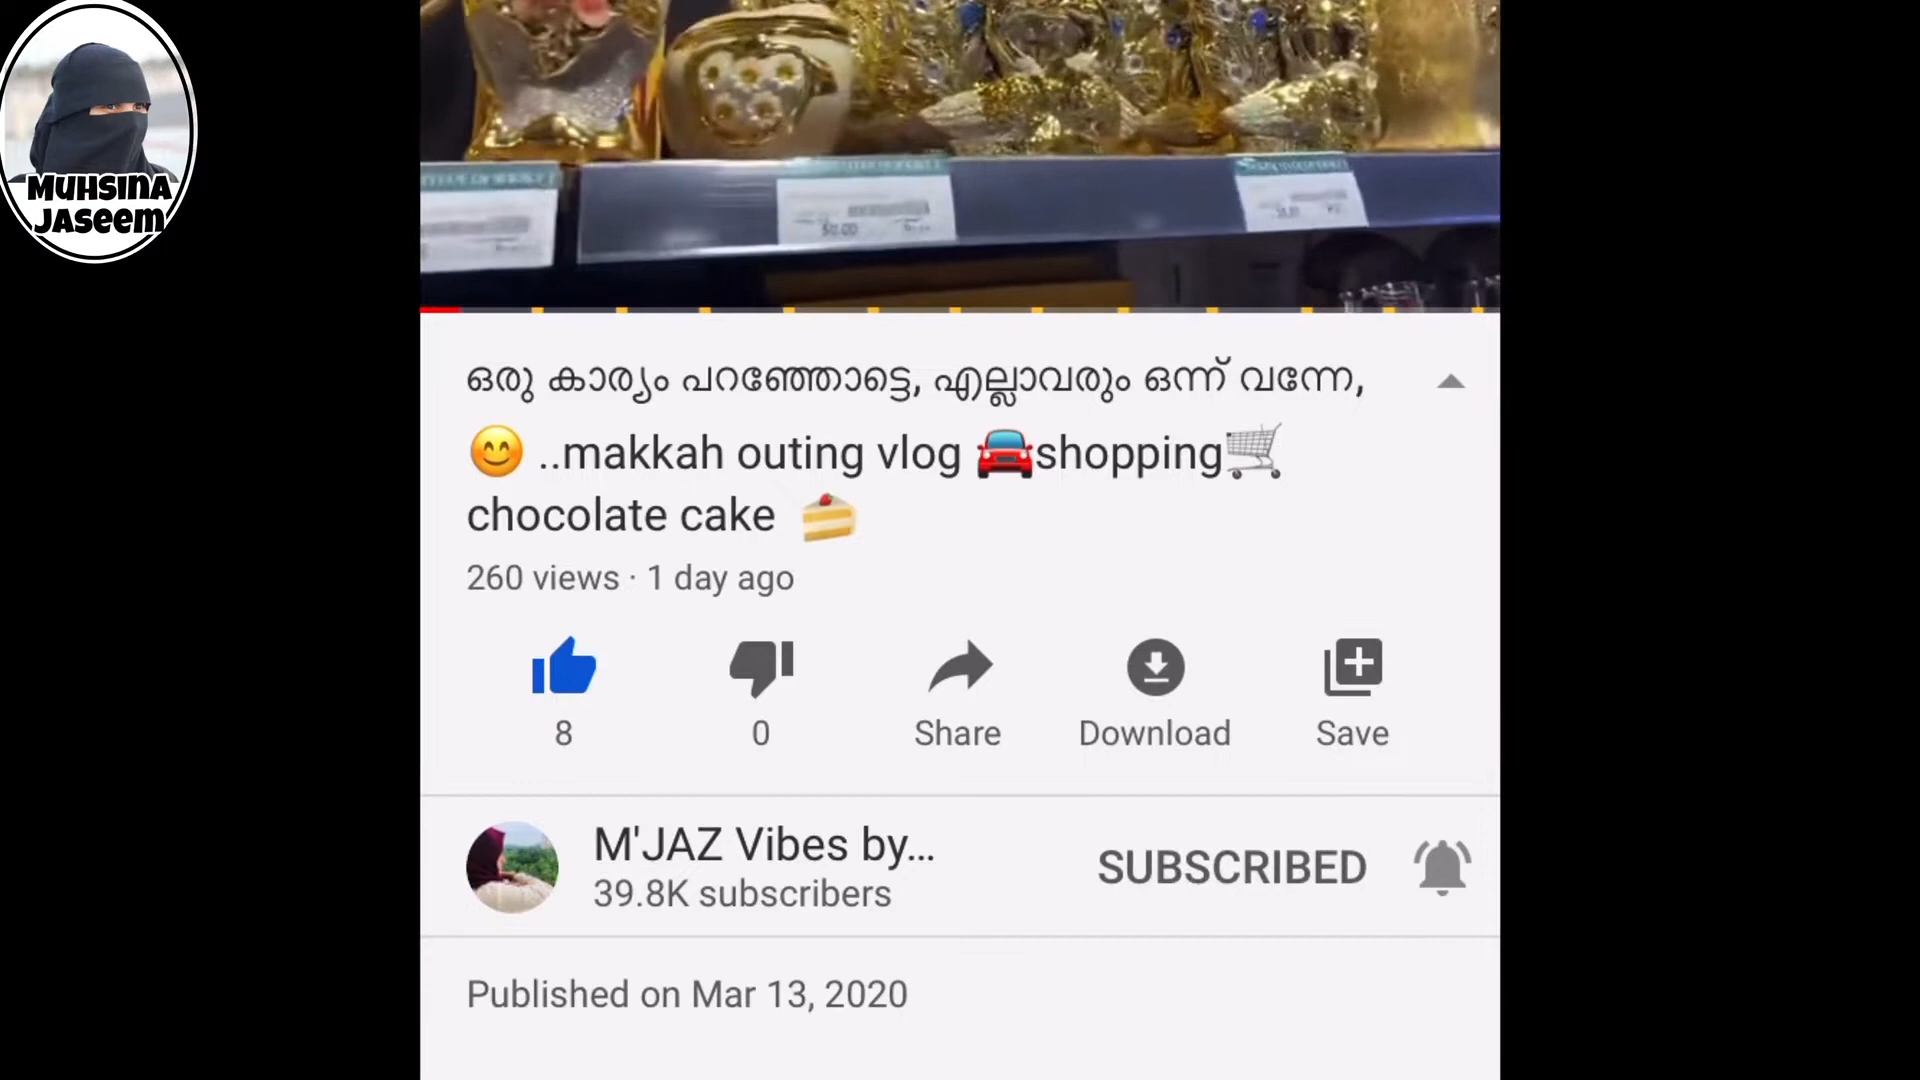 MUHSINA
JASEEM
ഒരു കാര്യം പറഞ്ഞോട്ടെ, എല്ലാവരും ഒന്ന് വന്നേ,
😊 ..makkah outing vlog 🚘shopping🛒
chocolate cake 🍰
260 views · 1 day ago
8 0 Share Download Save
M'JAZ Vibes by...
39.8K subscribers
SUBSCRIBED
Published on Mar 13, 2020